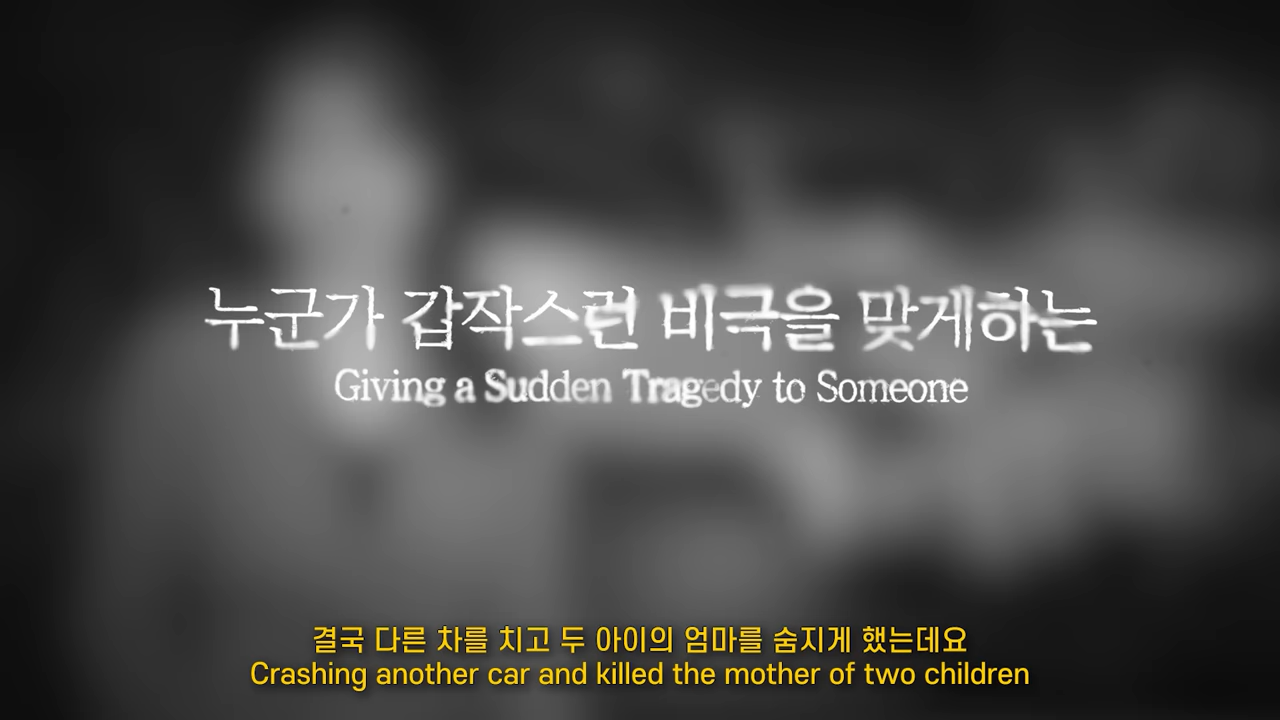 누군가 갑작스런 비극을 맞게하는
Giving a Sudden Tragedy to Someone
결국 다른 차를 치고 두 아이의 엄마를 숨지게 했는데요
Crashing another car and killed the mother of two children